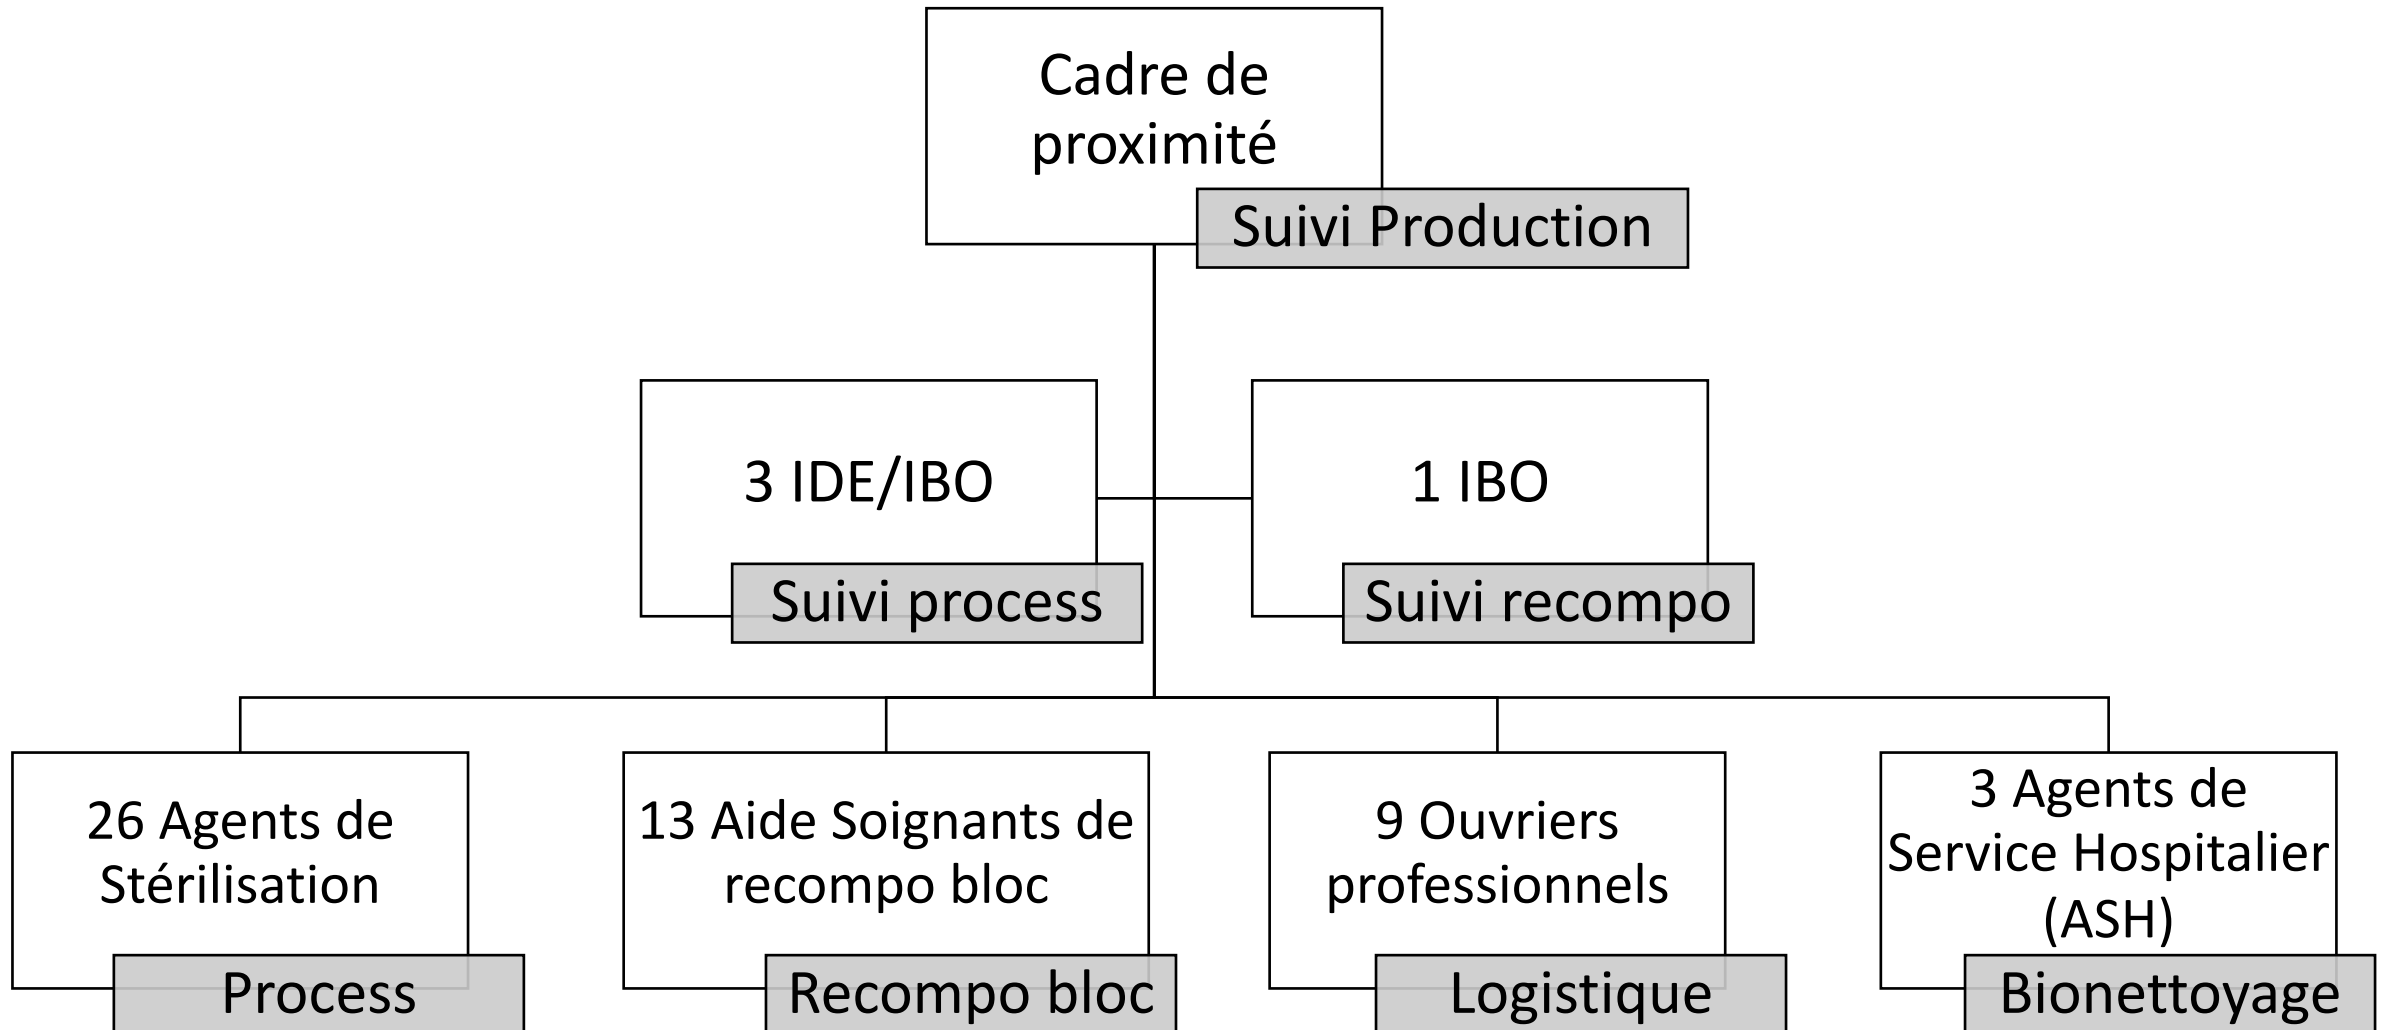 Cadre de
proximité
Suivi Production
3 IDE/IBO
Suivi process
1 IBO
Suivi recompo
26 Agents de
Stérilisation
Process
13 Aide Soignants de
recompo bloc
Recompo bloc
9 Ouvriers
professionnels
Logistique
3 Agents de
Service Hospitalier
(ASH)
Bionettoyage